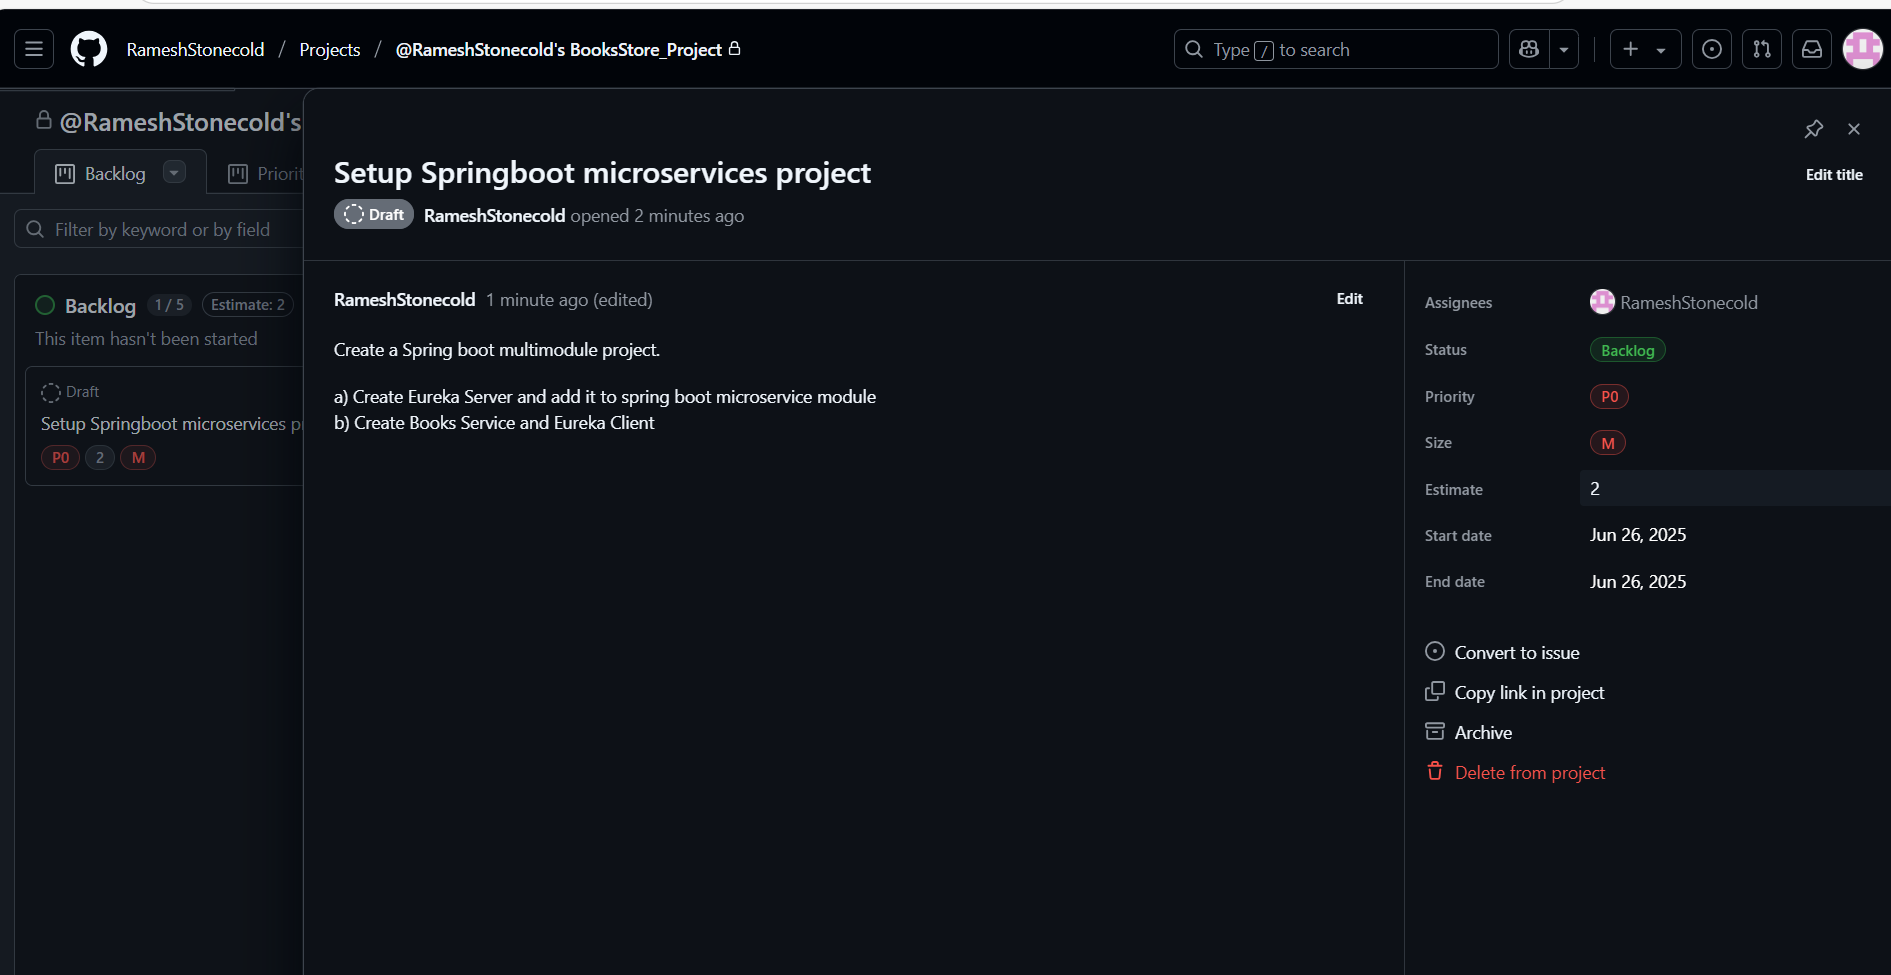 RameshStonecold / Projects / @RameshStonecold's BooksStore_Project
Type / to search
@RameshStonecold's
Backlog
Priorit
Filter by keyword or by field
Backlog 1 / 5 Estimate: 2
This item hasn't been started
Draft
Setup Springboot microservices p
P0 2 M
Setup Springboot microservices project
Edit title
Draft RameshStonecold opened 2 minutes ago
RameshStonecold 1 minute ago (edited)
Edit
Create a Spring boot multimodule project.
a) Create Eureka Server and add it to spring boot microservice module
b) Create Books Service and Eureka Client
Assignees RameshStonecold
Status Backlog
Priority P0
Size M
Estimate 2
Start date Jun 26, 2025
End date Jun 26, 2025
Convert to issue
Copy link in project
Archive
Delete from project